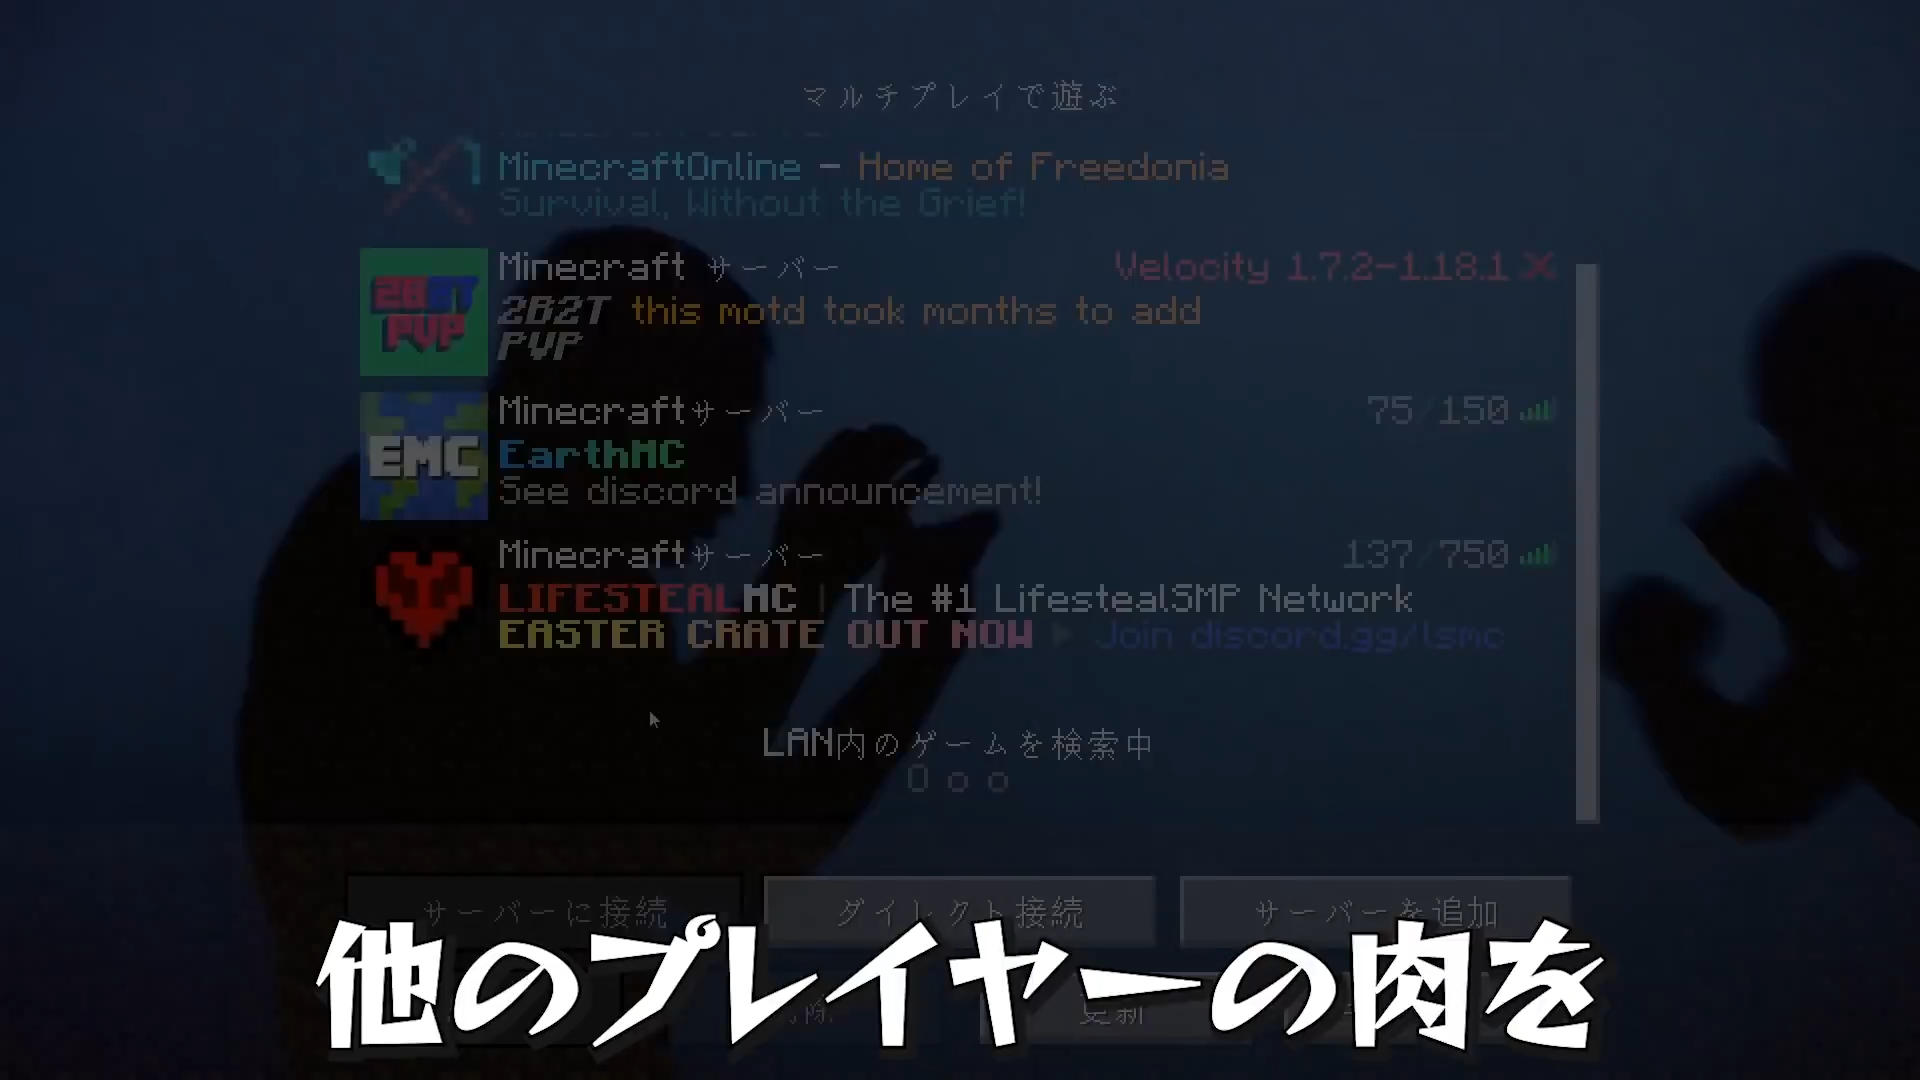 マルチプレイで遊ぶ
MinecraftOnline – Home of Freedonia
Survival, Without the Grief!
2B2T
PVP
Minecraft サーバー
Velocity 1.7.2-1.18.1
2B2T this motd took months to add
PVP
EMC
Minecraftサーバー
75/150
EarthMC
See discord announcement!
Minecraftサーバー
137/750
LIFESTEALMC | The #1 LifestealSMP Network
EASTER CRATE OUT NOW ► Join discord.gg/lsmc
LAN内のゲームを検索中
O o o
サーバーに接続
ダイレクト接続
サーバーを追加
更新
他のプレイヤーの肉を